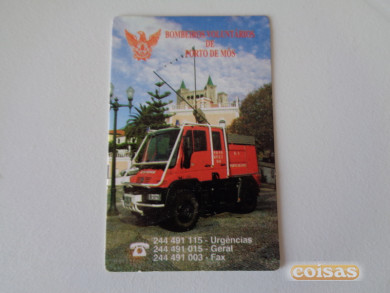 BOMBEIROS VOLUNTÁRIOS
DE
PORTO DE MÓS
244 491 115 - Urgências
244 491 015 - Geral
244 491 003 - Fax
coisas